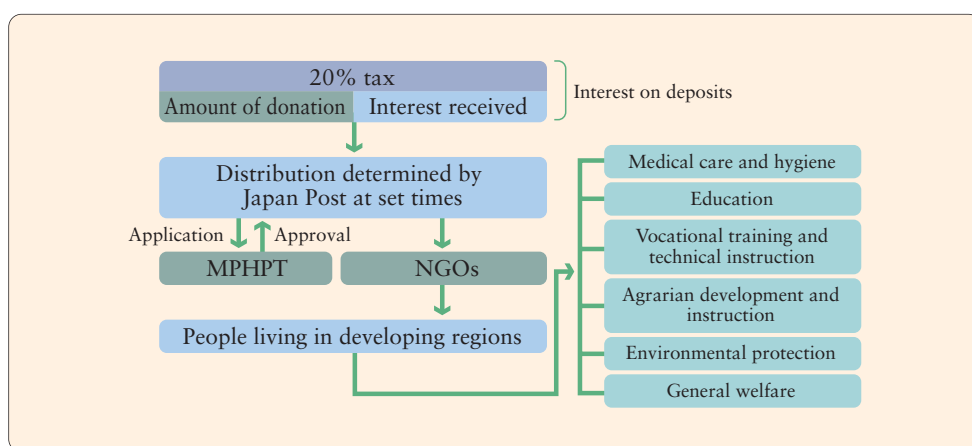 20% tax
Amount of donation
Interest received
Interest on deposits
Distribution determined by
Japan Post at set times
Application
Approval
MPHPT
NGOs
People living in developing regions
Medical care and hygiene
Education
Vocational training and
technical instruction
Agrarian development and
instruction
Environmental protection
General welfare